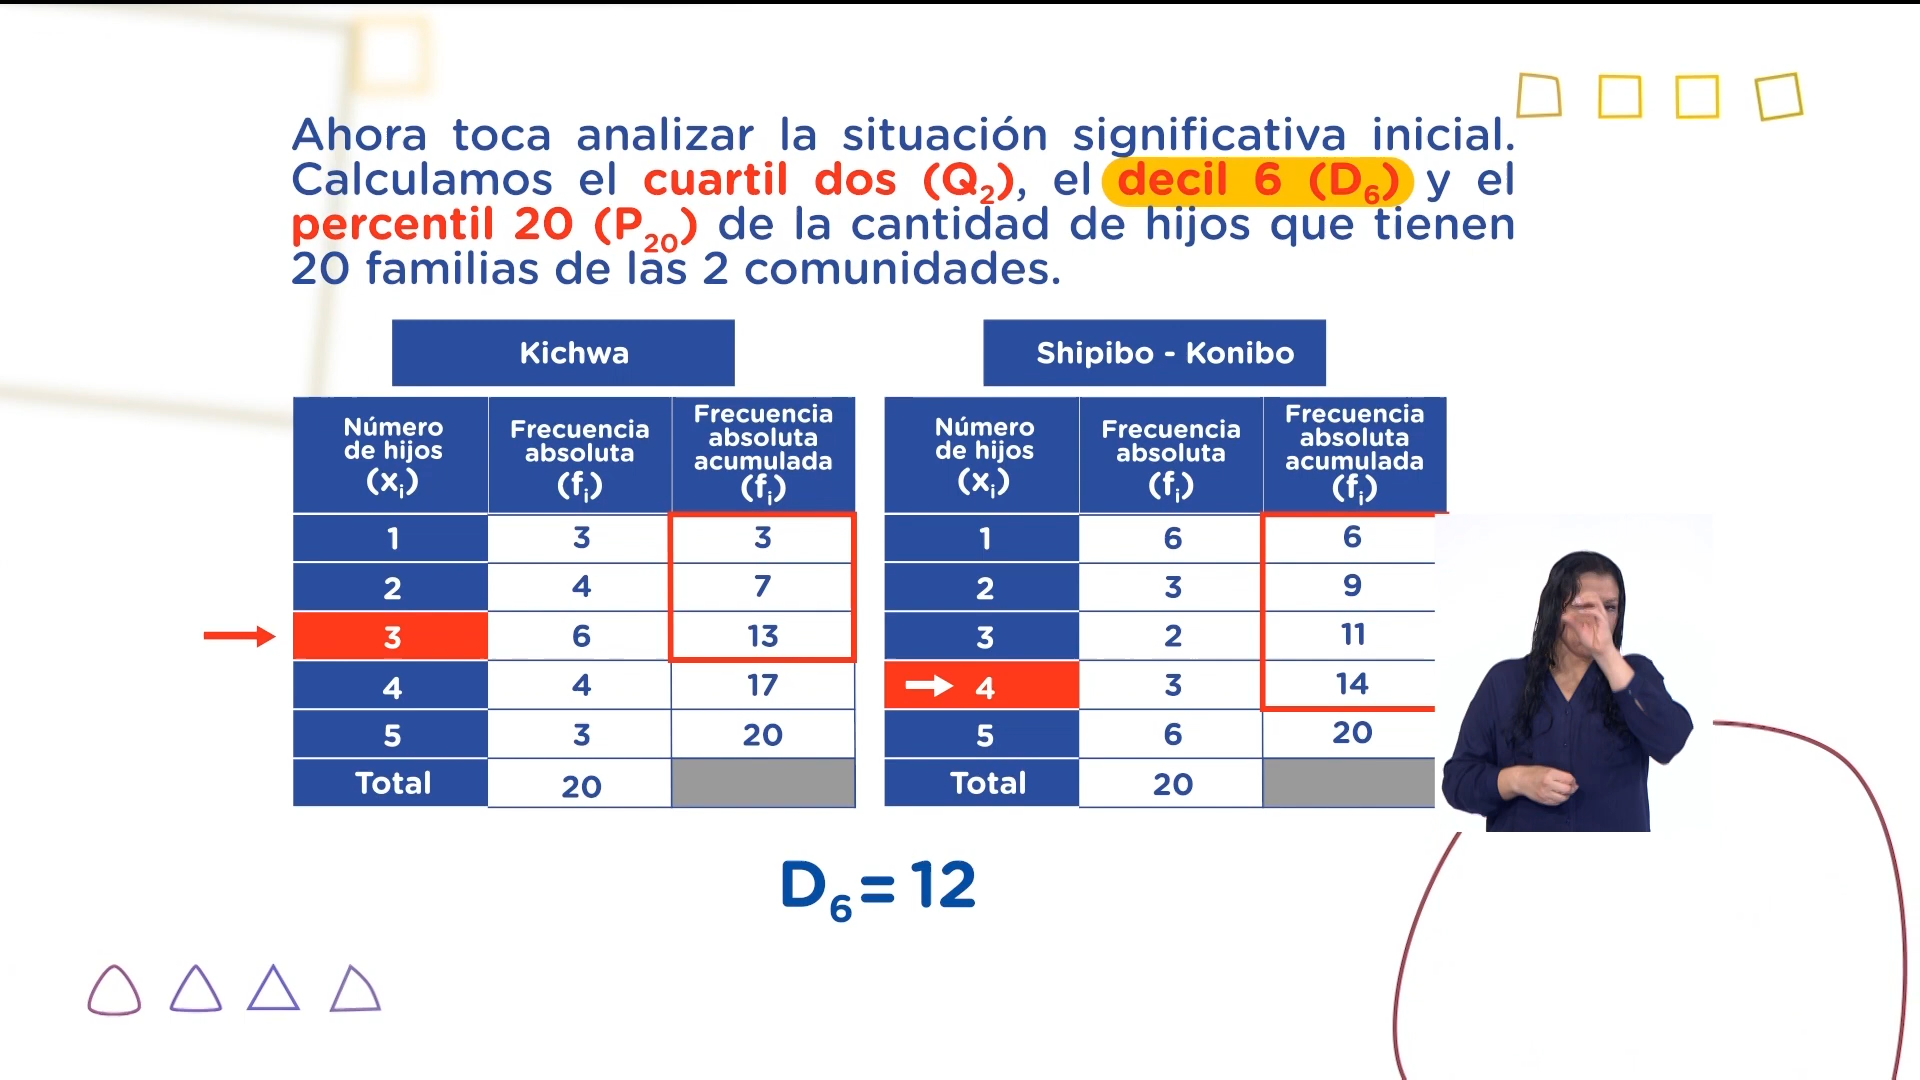 Ahora toca analizar la situación significativa inicial.
Calculamos el cuartil dos (Q₂), el decil 6 (D₆) y el
percentil 20 (P₂₀) de la cantidad de hijos que tienen
20 familias de las 2 comunidades.
Kichwa
Número de hijos (xᵢ) Frecuencia absoluta (fᵢ) Frecuencia absoluta acumulada (fᵢ)
1 3 3
2 4 7
3 6 13
4 4 17
5 3 20
Total 20
Shipibo - Konibo
Número de hijos (xᵢ) Frecuencia absoluta (fᵢ) Frecuencia absoluta acumulada (fᵢ)
1 6 6
2 3 9
3 2 11
4 3 14
5 6 20
Total 20
D₆ = 12